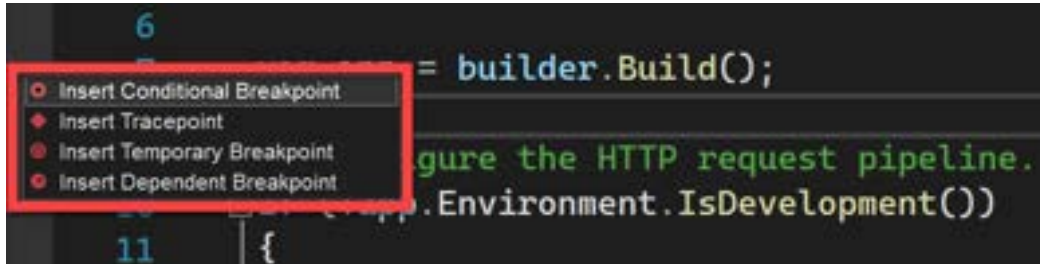 6
= builder.Build();
Insert Conditional Breakpoint
Insert Tracepoint
Insert Temporary Breakpoint
gure the HTTP request pipeline.
Insert Dependent Breakpoint
.Environment.IsDevelopment())
11 {